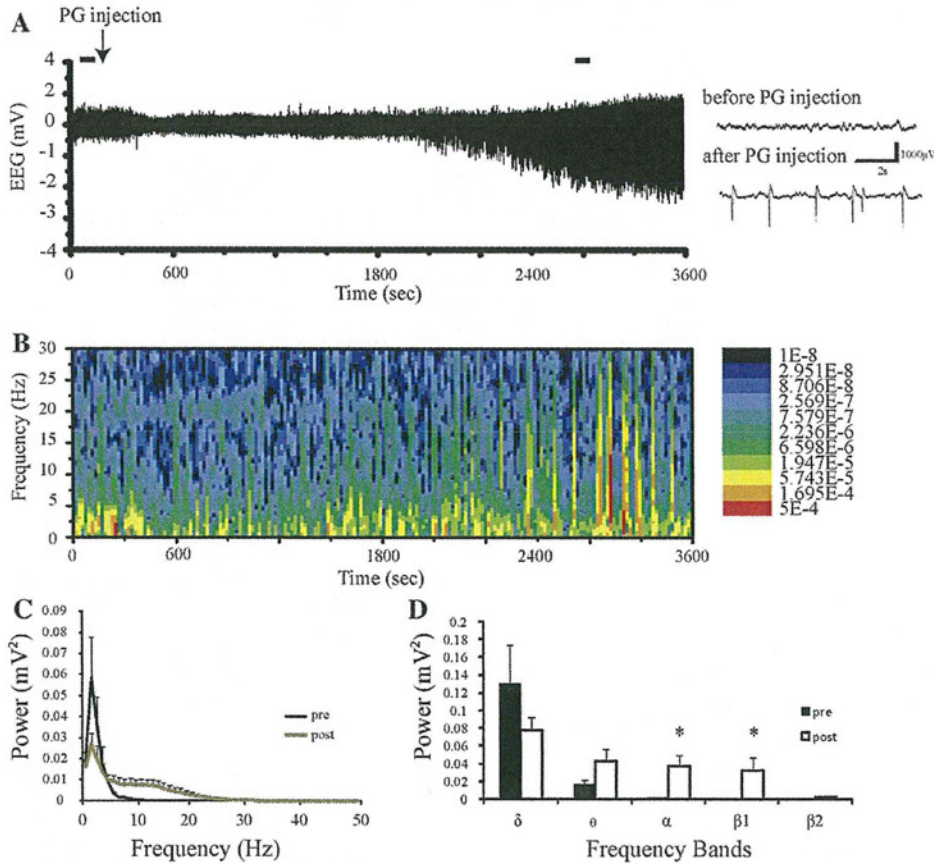 A
PG injection
EEG (mV)
4
2
1
0
-1
-2
-3
-4
0 600 1800 2400 3600
Time (sec)
before PG injection
after PG injection
1000μV
2s
B
Frequency (Hz)
30
25
20
15
10
5
0
0 600 1800 2400 3600
Time (sec)
1E-8
2.951E-8
8.706E-8
2.569E-7
7.579E-7
2.236E-6
6.598E-6
1.947E-5
5.743E-5
1.695E-4
5E-4
C
Power (mV²)
0.09
0.08
0.07
0.06
0.05
0.04
0.03
0.02
0.01
0
0 10 20 30 40 50
Frequency (Hz)
pre
post
D
Power (mV²)
0.2
0.18
0.16
0.14
0.12
0.1
0.08
0.06
0.04
0.02
0
* *
pre
post
δ θ α β1 β2
Frequency Bands